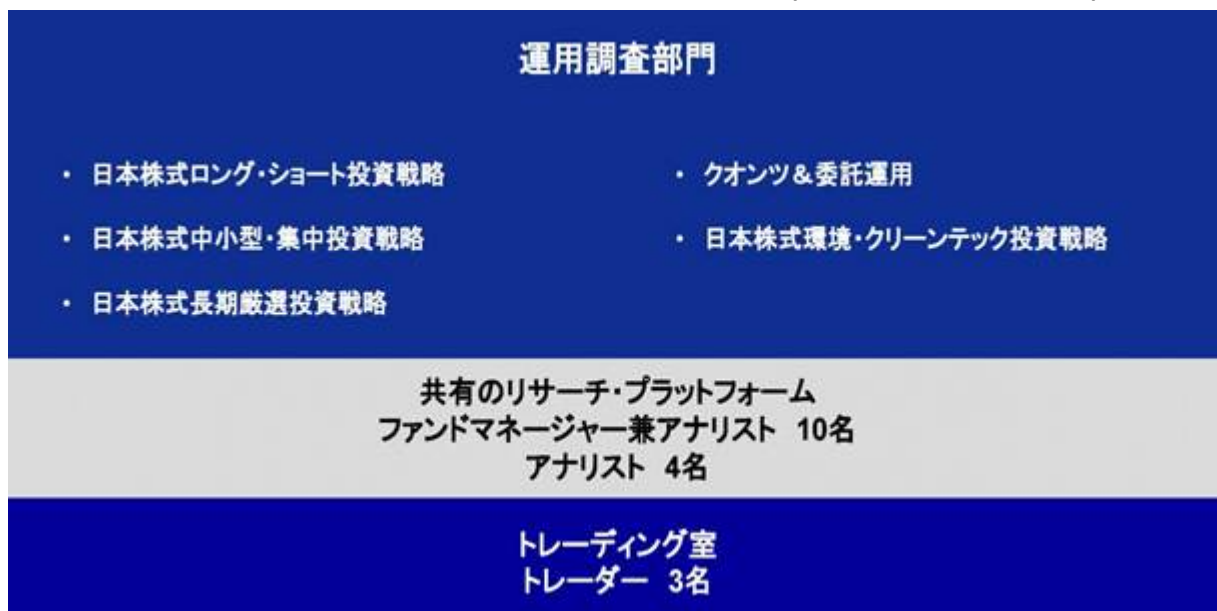 運用調査部門
・ 日本株式ロング・ショート投資戦略
・ 日本株式中小型・集中投資戦略
・ 日本株式長期厳選投資戦略
・ クオンツ&委託運用
・ 日本株式環境・クリーンテック投資戦略
共有のリサーチ・プラットフォーム
ファンドマネージャー兼アナリスト 10名
アナリスト 4名
トレーディング室
トレーダー 3名